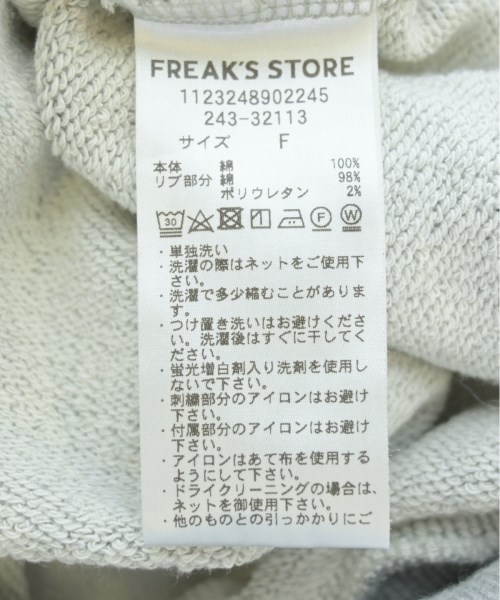 FREAK'S STORE
1123248902245
243-32113
サイズ F
本体 綿 100%
リブ部分 綿 98%
ポリウレタン 2%
30 F W
・単独洗い
・洗濯の際はネットをご使用下
さい。
・洗濯で多少縮むことがありま
す。
・つけ置き洗いはお避けくださ
い。洗濯後はすぐに干してく
ださい。
・蛍光増白剤入り洗剤を使用し
ないで下さい。
・刺繍部分のアイロンはお避け
下さい。
・付属部分のアイロンはお避け
下さい。
・アイロンはあて布を使用する
ようにして下さい。
・ドライクリーニングの場合は、
ネットを御使用下さい。
・他のものとの引っかかりにご